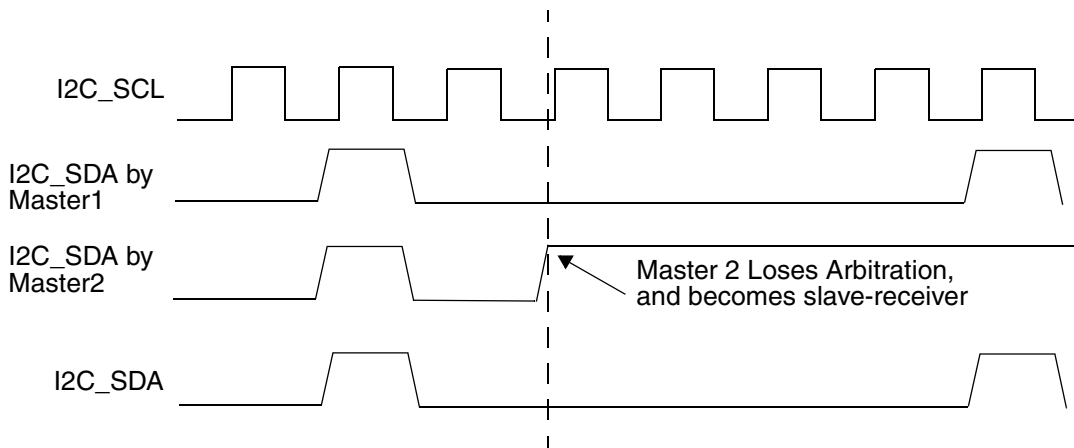 I2C_SCL
I2C_SDA by
Master1
I2C_SDA by
Master2
Master 2 Loses Arbitration,
and becomes slave-receiver
I2C_SDA